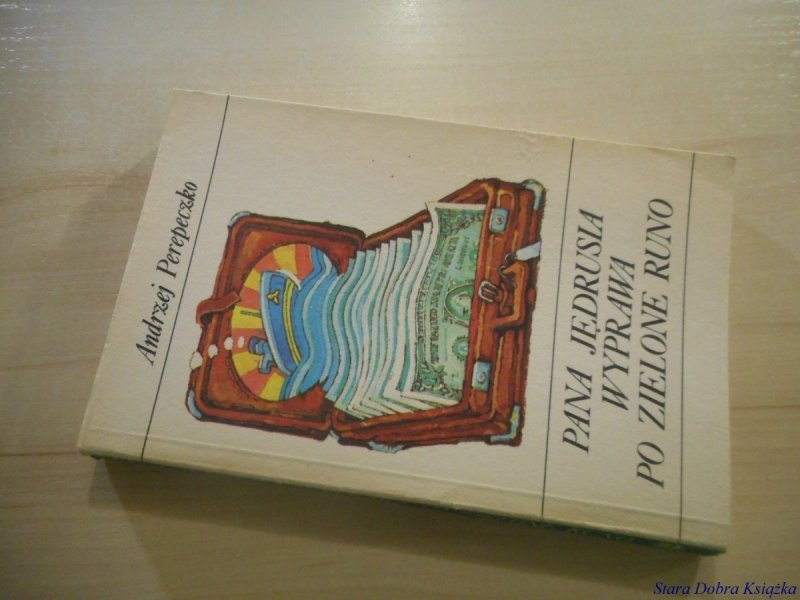 Andrzej Perepeczko
PANA JĘDRUSIA
WYPRAWA
PO ZIELONE RUNO
Stara Dobra Książka